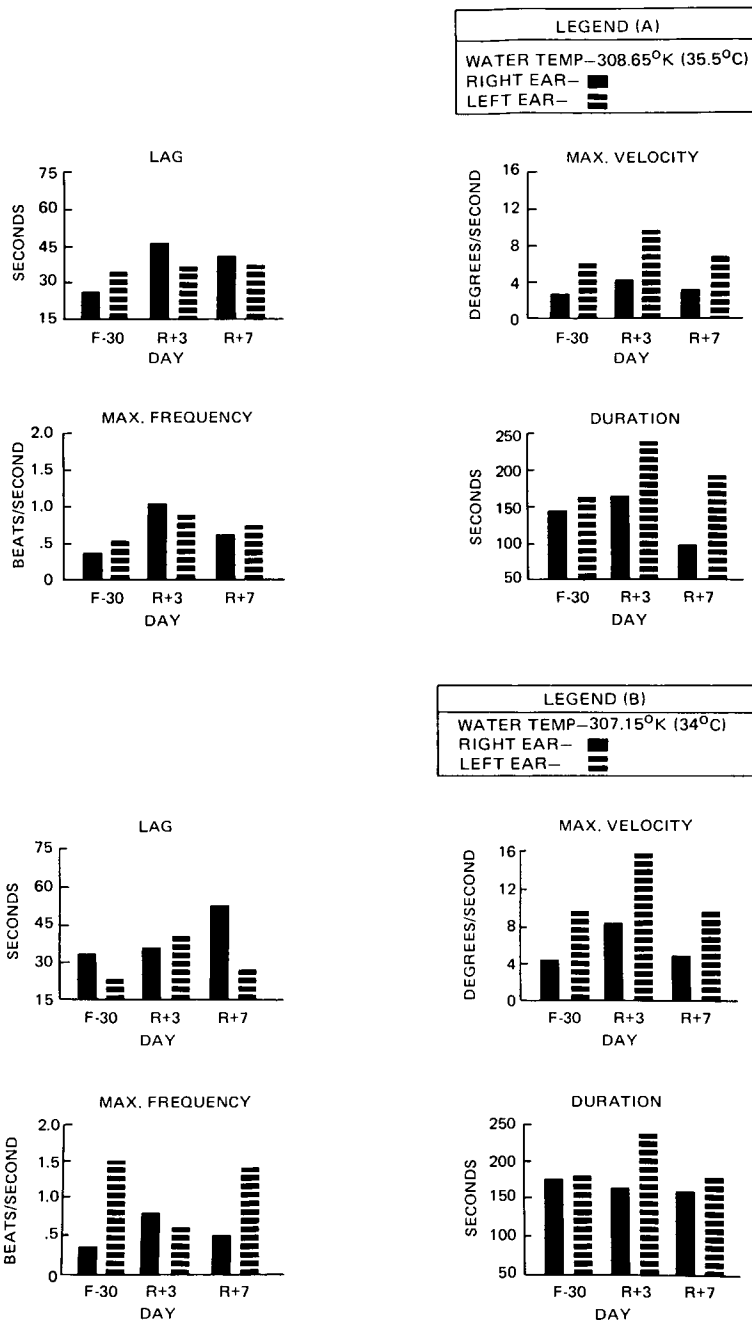 LEGEND (A)
WATER TEMP–308.65°K (35.5°C)
RIGHT EAR–
LEFT EAR–
LAG
75
60
45
30
15
SECONDS
F-30 R+3 R+7
DAY
MAX. VELOCITY
16
12
8
4
0
DEGREES/SECOND
F-30 R+3 R+7
DAY
MAX. FREQUENCY
2.0
1.5
1.0
.5
0
BEATS/SECOND
F-30 R+3 R+7
DAY
DURATION
250
200
150
100
50
SECONDS
F-30 R+3 R+7
DAY
LEGEND (B)
WATER TEMP–307.15°K (34°C)
RIGHT EAR–
LEFT EAR–
LAG
75
60
45
30
15
SECONDS
F-30 R+3 R+7
DAY
MAX. VELOCITY
16
12
8
4
0
DEGREES/SECOND
F-30 R+3 R+7
DAY
MAX. FREQUENCY
2.0
1.5
1.0
.5
0
BEATS/SECOND
F-30 R+3 R+7
DAY
DURATION
250
200
150
100
50
SECONDS
F-30 R+3 R+7
DAY